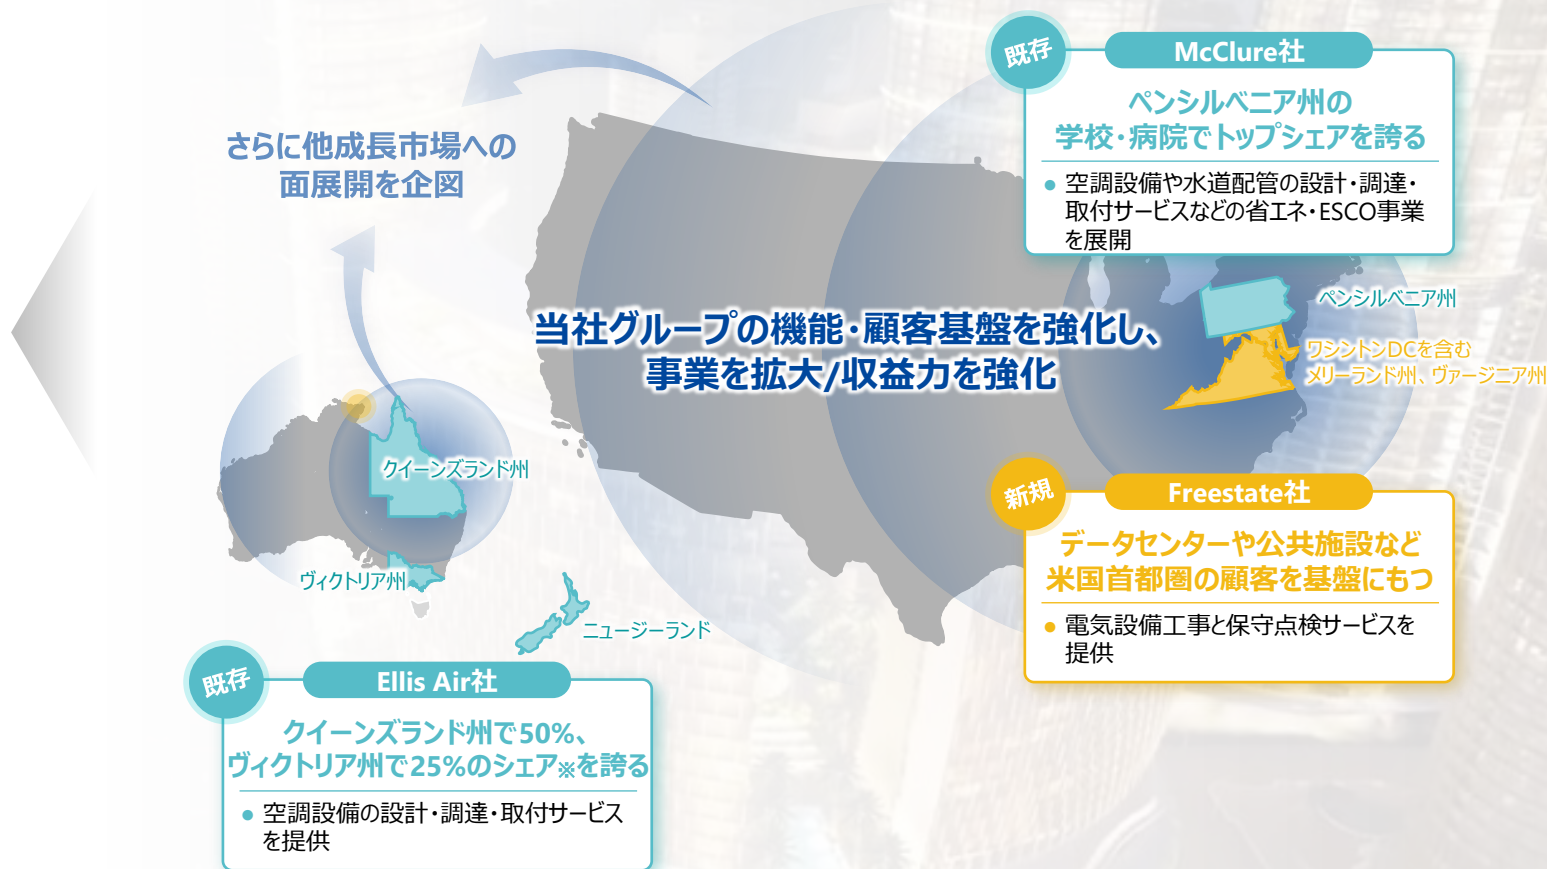 既存
McClure社
ペンシルベニア州の
学校・病院でトップシェアを誇る
● 空調設備や水道配管の設計・調達・
取付サービスなどの省エネ・ESCO事業
を展開
さらに他成長市場への
面展開を企図
当社グループの機能・顧客基盤を強化し、
事業を拡大/収益力を強化
ペンシルベニア州
ワシントンDCを含む
メリーランド州、ヴァージニア州
クイーンズランド州
ヴィクトリア州
ニュージーランド
新規
Freestate社
データセンターや公共施設など
米国首都圏の顧客を基盤にもつ
● 電気設備工事と保守点検サービスを
提供
既存
Ellis Air社
クイーンズランド州で50%、
ヴィクトリア州で25%のシェア※を誇る
● 空調設備の設計・調達・取付サービス
を提供